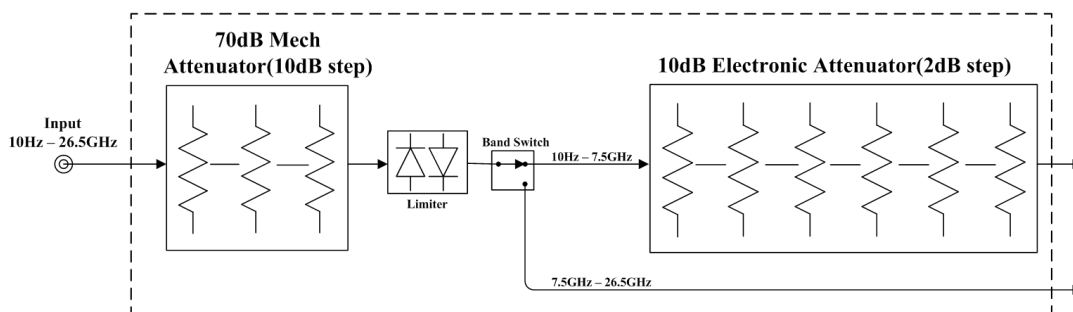 70dB Mech
Attenuator(10dB step)
10dB Electronic Attenuator(2dB step)
Input
10Hz – 26.5GHz
Band Switch
10Hz – 7.5GHz
Limiter
7.5GHz – 26.5GHz